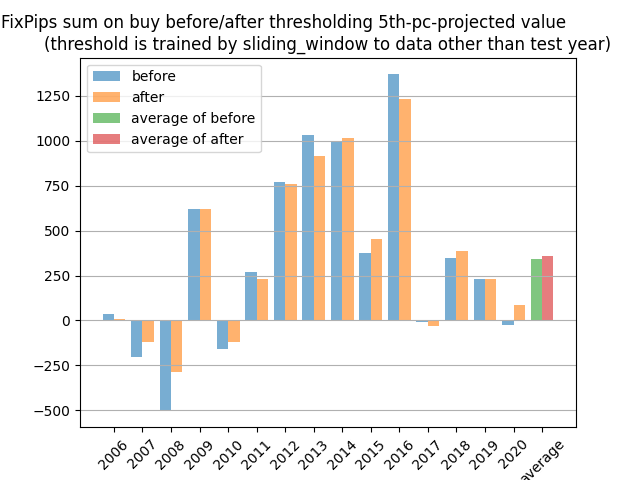 FixPips sum on buy before/after thresholding 5th-pc-projected value
(threshold is trained by sliding_window to data other than test year)
before
after
average of before
average of after
1250
1000
750
500
250
0
−250
−500
2006 2007 2008 2009 2010 2011 2012 2013 2014 2015 2016 2017 2018 2019 2020 average